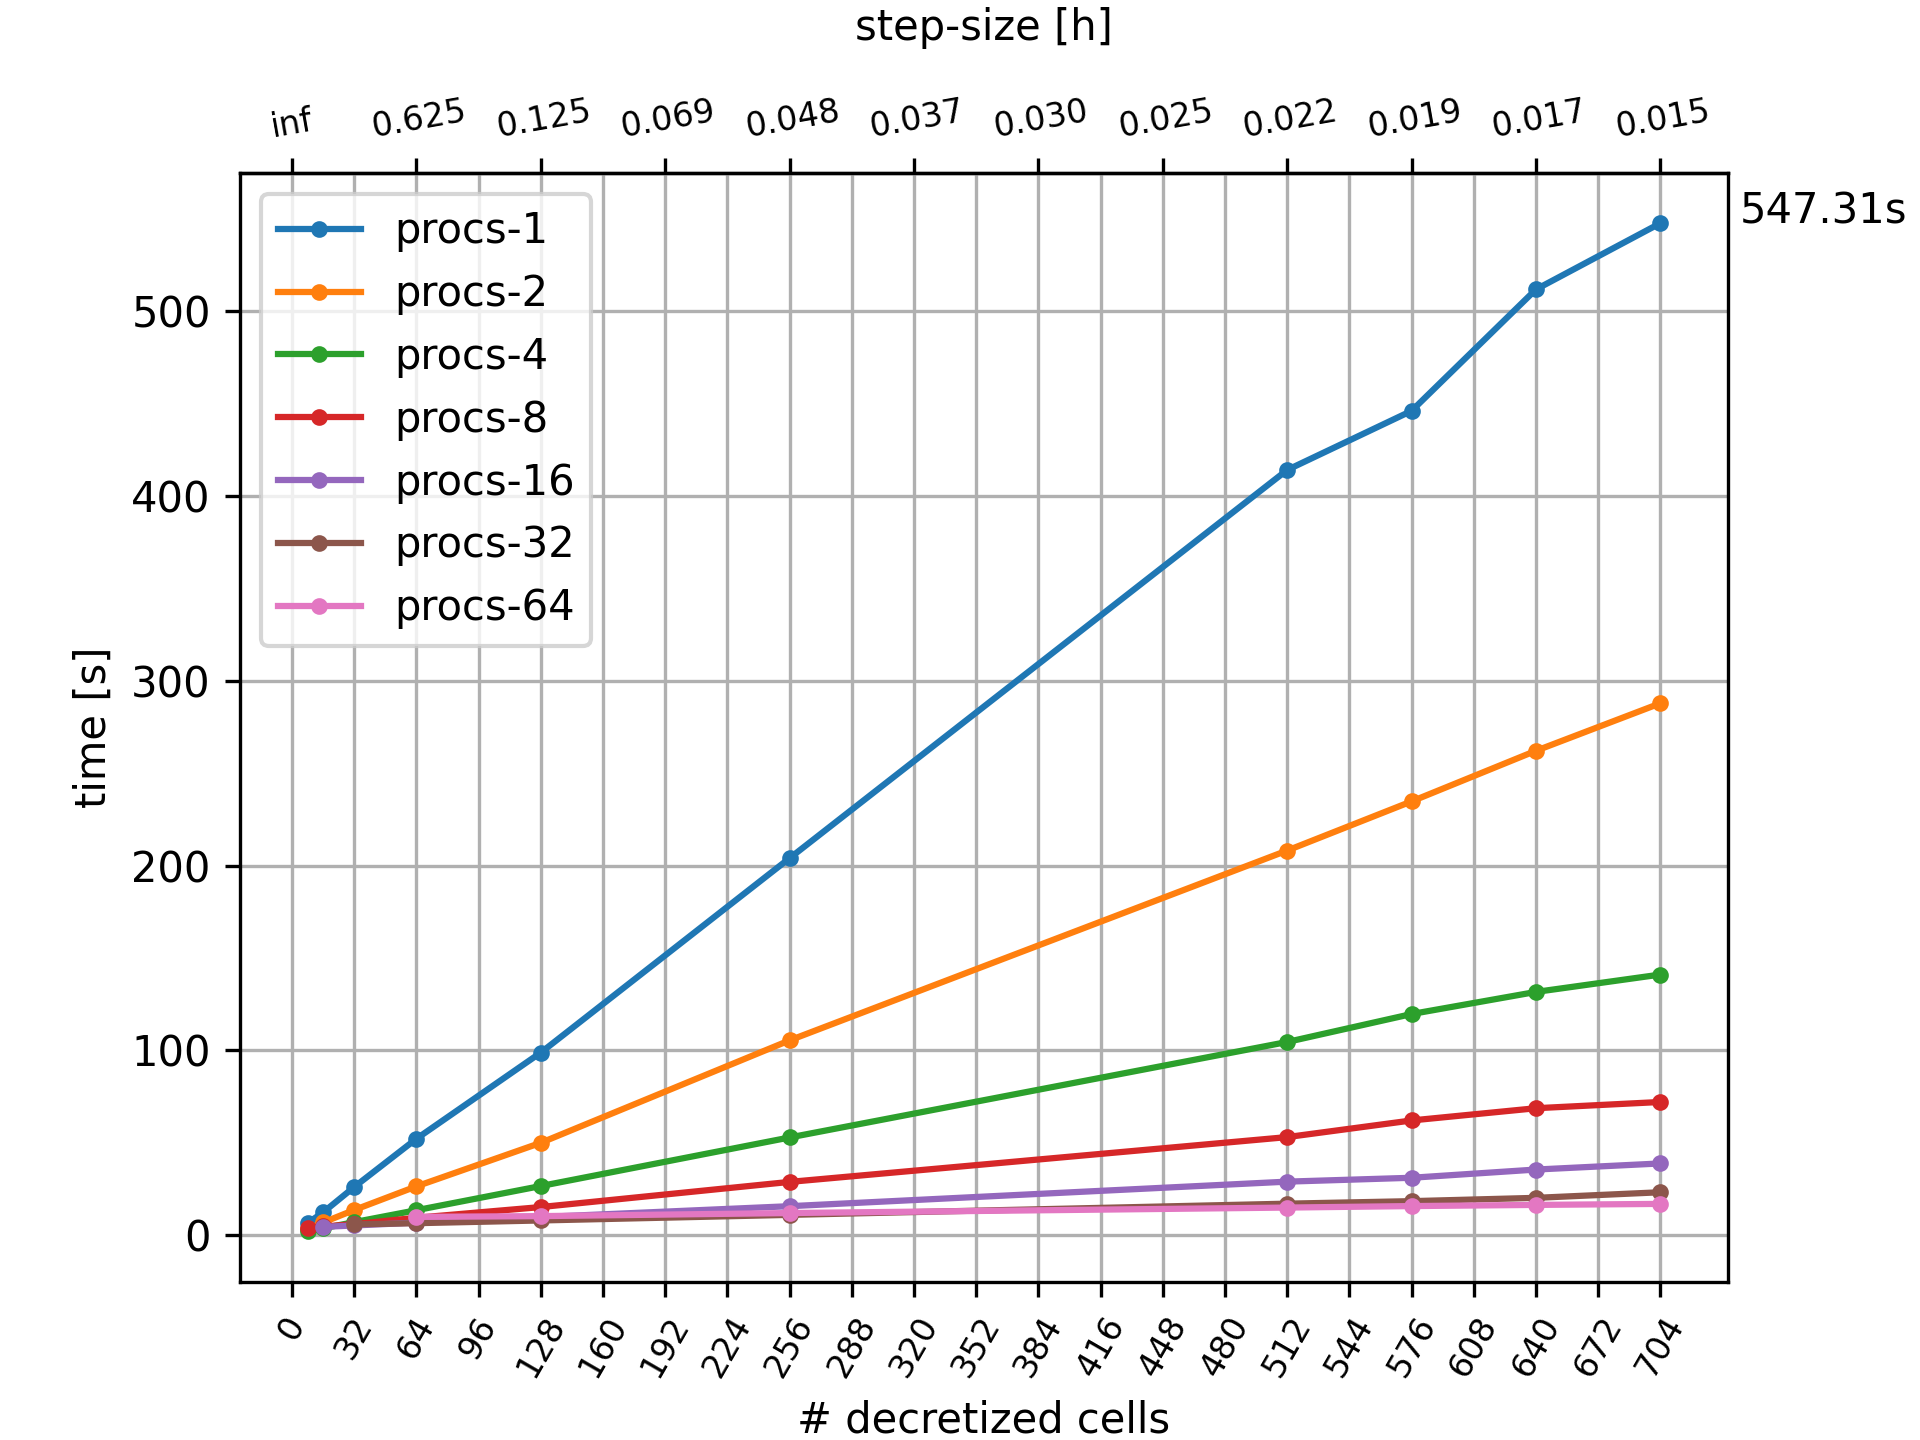 step-size [h]
inf 0.625 0.125 0.069 0.048 0.037 0.030 0.025 0.022 0.019 0.017 0.015
547.31s
procs-1
procs-2
procs-4
procs-8
procs-16
procs-32
procs-64
500
400
300
200
100
0
time [s]
0 32 64 96 128 160 192 224 256 288 320 352 384 416 448 480 512 544 576 608 640 672 704
# decretized cells